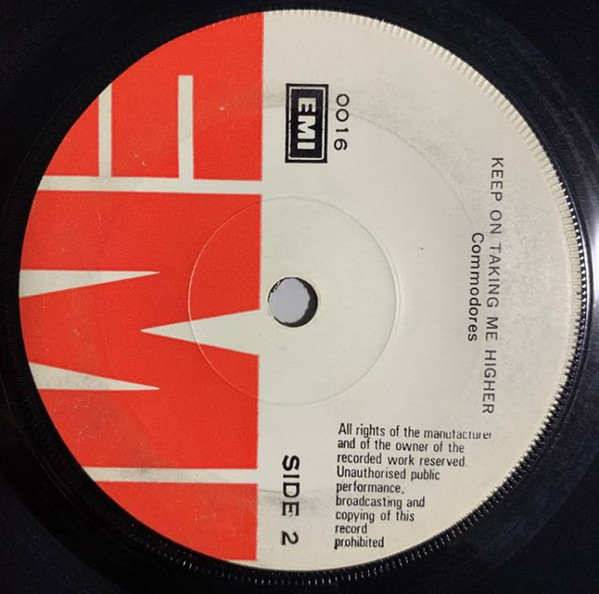 EMI
0016
EMI
KEEP ON TAKING ME HIGHER
Commodores
SIDE 2
All rights of the manufacturer
and of the owner of the
recorded work reserved.
Unauthorised public
performance,
broadcasting and
copying of this
record
prohibited